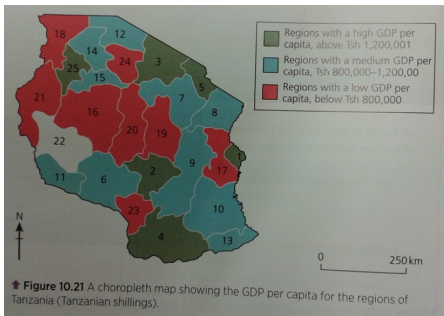 18
12
14
24
3
25
15
5
21
16
7
8
20
19
22
1
9
17
2
11
6
10
23
4
13
Regions with a high GDP per
capita, above Tsh 1,200,001
Regions with a medium GDP per
capita, Tsh 800,000–1,200,00
Regions with a low GDP per
capita, below Tsh 800,000
N
0 250 km
Figure 10.21 A choropleth map showing the GDP per capita for the regions of
Tanzania (Tanzanian shillings).